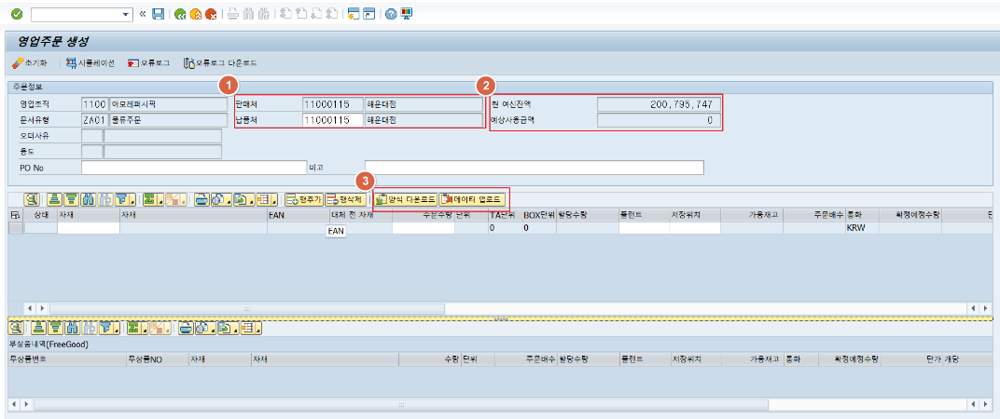 영업주문 생성
초기화 시뮬레이션 오류로그 오류로그 다운로드
주문정보
1 2
영업조직 1100 아모레퍼시픽 판매처 11000115 해운대점 현 여신잔액 200,795,747
문서유형 ZA01 물류주문 납품처 11000115 해운대점 예상사용금액 0
오더사유
용도
PO No 비고
3
행추가 행삭제 양식 다운로드 데이터 업로드
상태 자재 자재 EAN 대체 전 자재 주문수량 단위 TA단위 BOX단위 할당수량 플랜트 저장위치 가용재고 주문배수 통화 확정예정수량 단
EAN 0 0 KRW
무상품내역(FreeGood)
무상품번호 무상품NO 자재 자재 수량 단위 주문배수 할당수량 플랜트 저장위치 가용재고 통화 확정예정수량 단가 개당